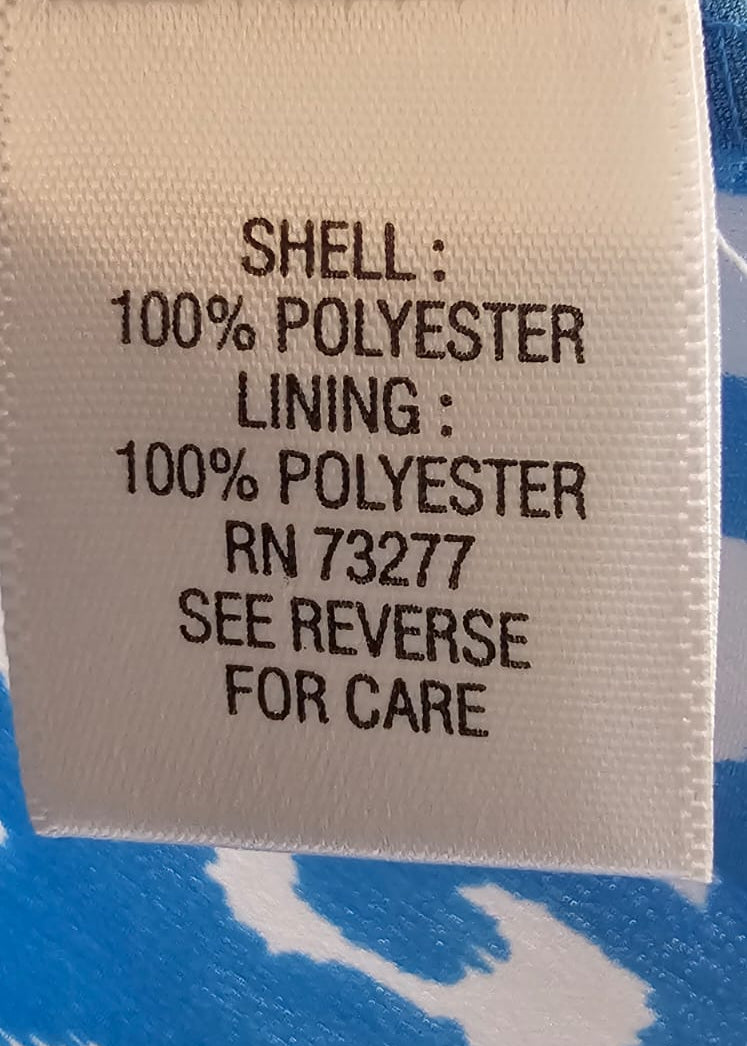 SHELL :
100% POLYESTER
LINING :
100% POLYESTER
RN 73277
SEE REVERSE
FOR CARE